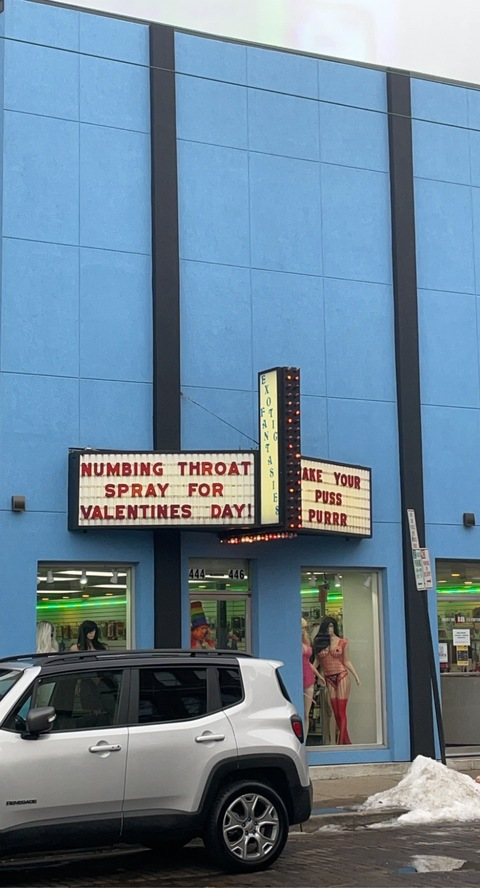 EXOTIC
FANTASIES
NUMBING THROAT
SPRAY FOR
VALENTINES DAY!
AKE YOUR
PUSS
PURRR
444 446
RENEGADE